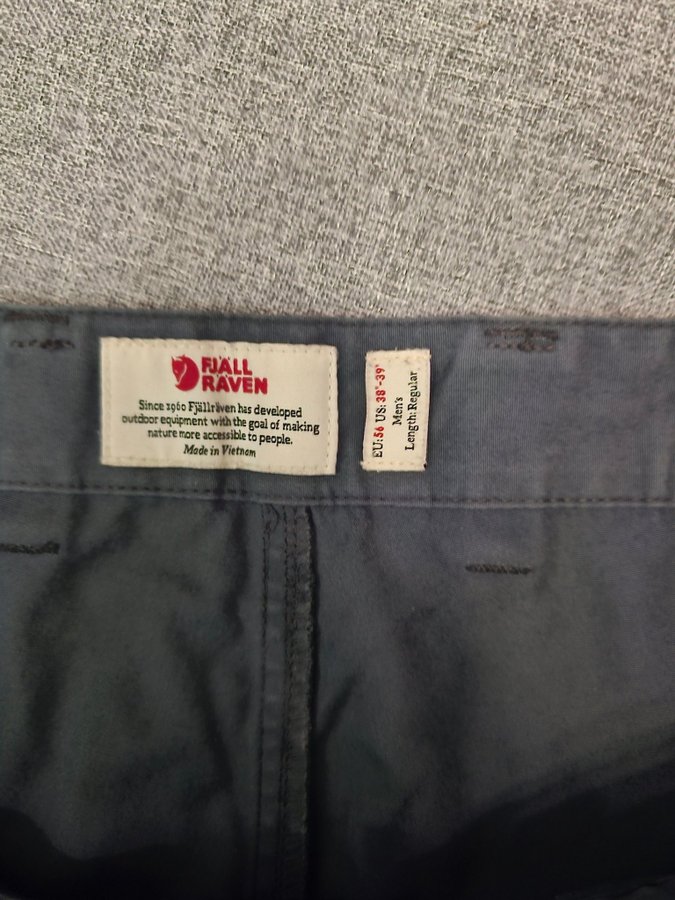 FJÄLL
RÄVEN
Since 1960 Fjällräven has developed
outdoor equipment with the goal of making
nature more accessible to people.
Made in Vietnam
EU:56 US:38"-39"
Men's
Length: Regular